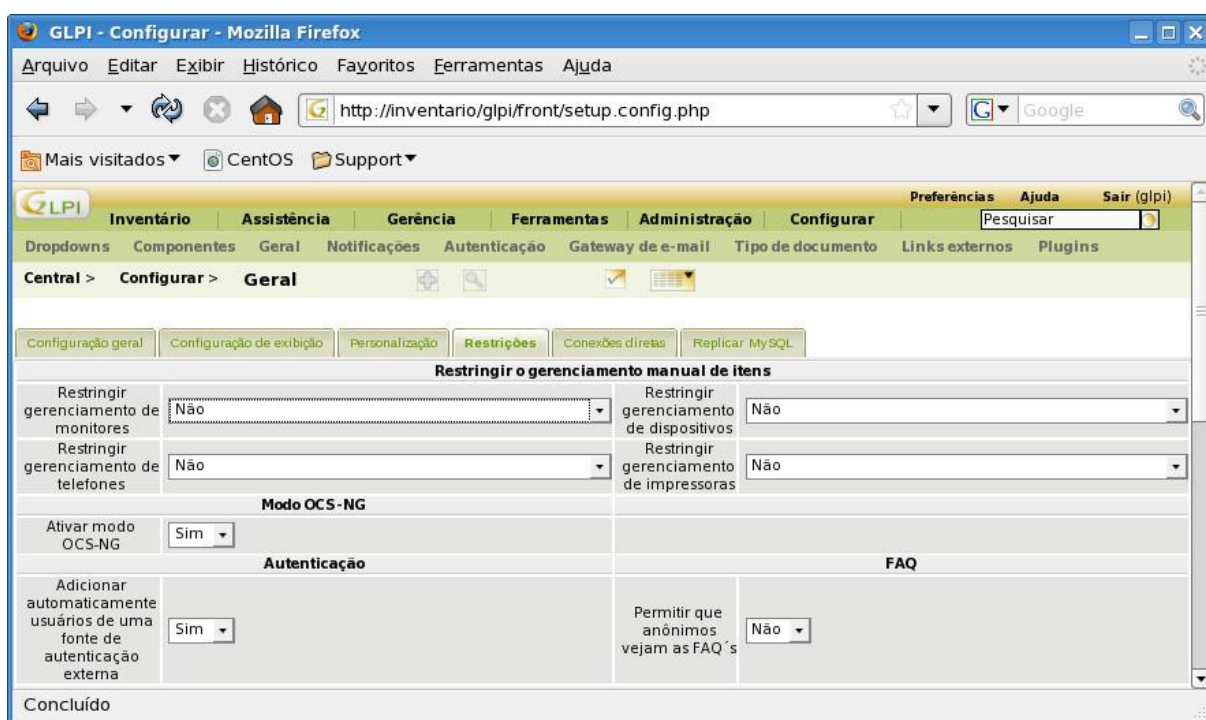 GLPI - Configurar - Mozilla Firefox
Arquivo Editar Exibir Histórico Favoritos Ferramentas Ajuda
http://inventario/glpi/front/setup.config.php
G Google
Mais visitados CentOS Support
GLPI
Preferências Ajuda Sair (glpi)
Inventário Assistência Gerência Ferramentas Administração Configurar Pesquisar
Dropdowns Componentes Geral Notificações Autenticação Gateway de e-mail Tipo de documento Links externos Plugins
Central > Configurar > Geral
Configuração geral Configuração de exibição Personalização Restrições Conexões diretas Replicar MySQL
Restringir o gerenciamento manual de itens
Restringir
gerenciamento de
monitores
Não
Restringir
gerenciamento
de dispositivos
Não
Restringir
gerenciamento de
telefones
Não
Restringir
gerenciamento
de impressoras
Não
Modo OCS-NG
Ativar modo
OCS-NG
Sim
Autenticação
FAQ
Adicionar
automaticamente
usuários de uma
fonte de
autenticação
externa
Sim
Permitir que
anônimos
vejam as FAQ´s
Não
Concluído